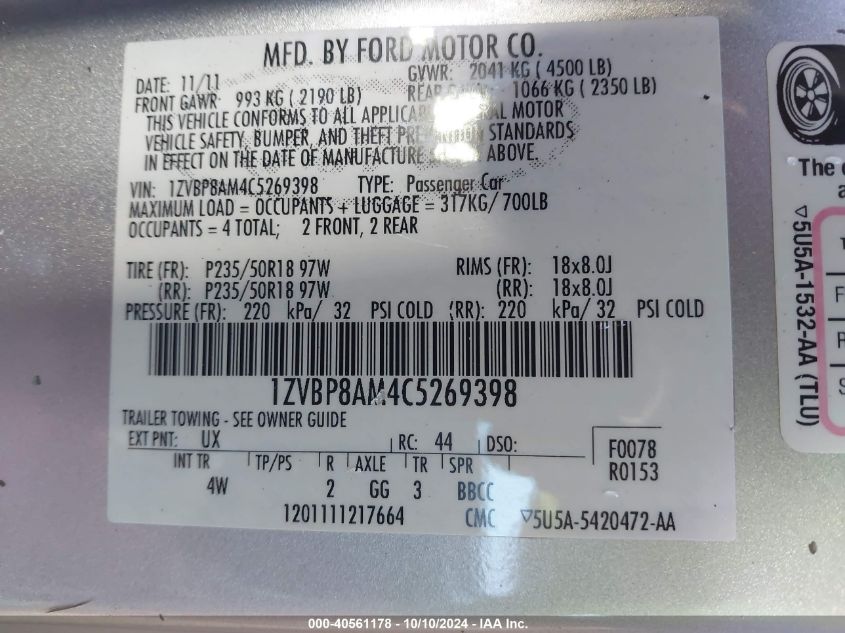 MFD. BY FORD MOTOR CO.
DATE: 11/11 GVWR: 2041 KG ( 4500 LB)
FRONT GAWR: 993 KG ( 2190 LB) REAR 1066 KG ( 2350 LB)
THIS VEHICLE CONFORMS TO ALL MOTOR
VEHICLE SAFETY, BUMPER, AND THEFT STANDARDS
IN EFFECT ON THE DATE OF MANUFACTURE ABOVE.
VIN: 1ZVBP8AM4C5269398 TYPE: Passenger Car
MAXIMUM LOAD = OCCUPANTS + LUGGAGE = 317KG/ 700LB
OCCUPANTS = 4 TOTAL; 2 FRONT, 2 REAR
TIRE (FR): P235/50R18 97W RIMS (FR): 18x8.0J
(RR): P235/50R18 97W (RR): 18x8.0J
PRESSURE (FR): 220 kPa/ 32 PSI COLD (RR): 220 kPa/ 32 PSI COLD
1ZVBP8AM4C5269398
TRAILER TOWING - SEE OWNER GUIDE
EXT PNT: UX RC: 44 DSO: F0078
R0153
INT TR TP/PS R AXLE TR SPR
4W 2 GG 3 BBCC
1201111217664 CMC ▽5U5A-5420472-AA
The
▽5U5A-1532-AA (TLU)
000-40561178 - 10/10/2024 - IAA Inc.